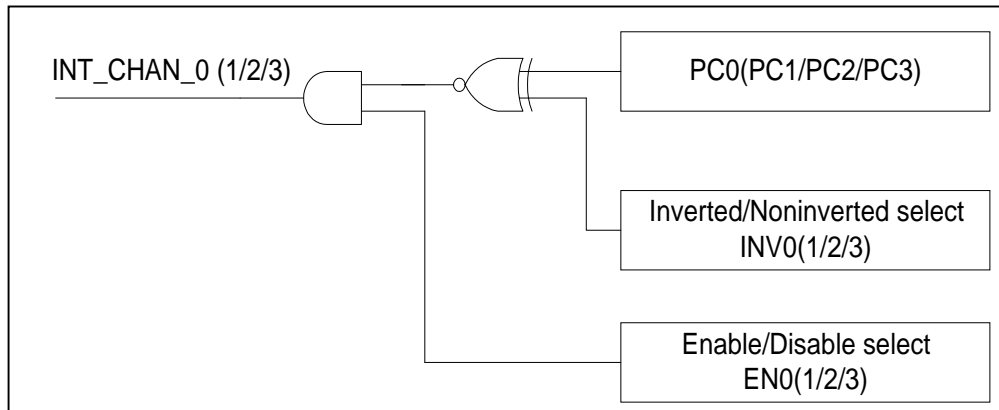 INT_CHAN_0 (1/2/3)
PC0(PC1/PC2/PC3)
Inverted/Noninverted select
INV0(1/2/3)
Enable/Disable select
EN0(1/2/3)